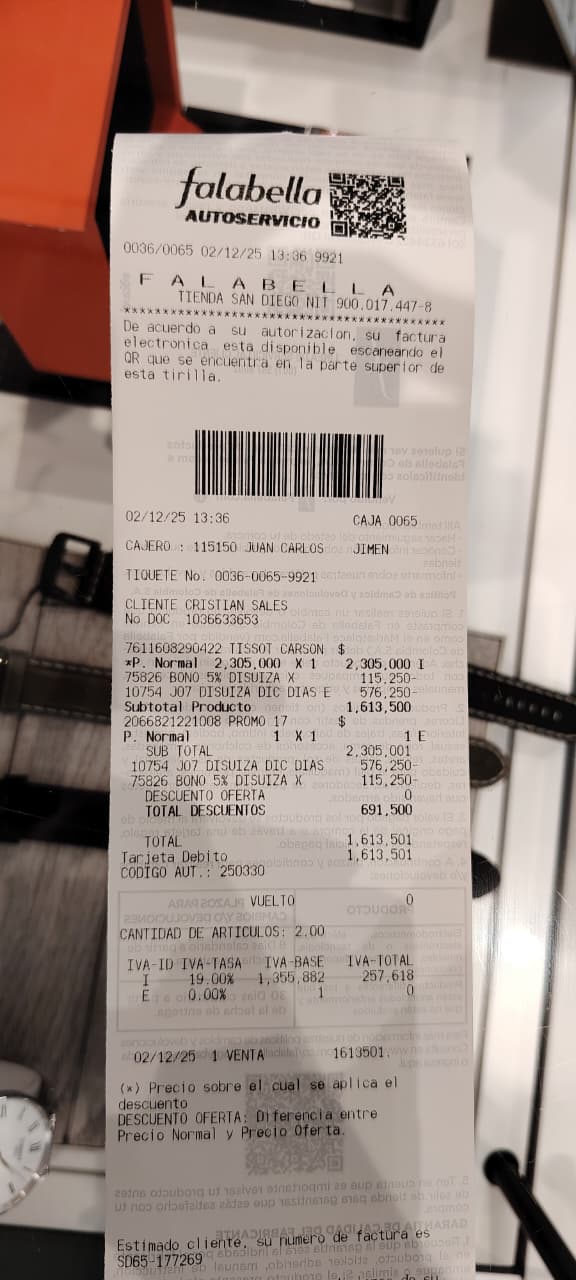 falabella
AUTOSERVICIO
0036/0065 02/12/25 13:36 9921
F A L A B E L L A
TIENDA SAN DIEGO NIT 900.017.447-8
**********************************************
De acuerdo a su autorizacion, su factura
electronica esta disponible escaneando el
QR que se encuentra en la parte superior de
esta tirilla.
02/12/25 13:36 CAJA 0065
CAJERO : 115150 JUAN CARLOS JIMEN
TIQUETE No. 0036-0065-9921
CLIENTE CRISTIAN SALES
No DOC 1036633653
7611608290422 TISSOT CARSON $
*P. Normal 2,305,000 X 1 2,305,000 I
75826 BONO 5% DISUIZA X 115,250-
10754 J07 DISUIZA DIC DIAS E 576,250-
Subtotal Producto 1,613,500
2066821221008 PROMO 17 $
P. Normal 1 X 1 1 E
SUB TOTAL 2,305,001
10754 J07 DISUIZA DIC DIAS 576,250-
75826 BONO 5% DISUIZA X 115,250-
DESCUENTO OFERTA 0
TOTAL DESCUENTOS 691,500
TOTAL 1,613,501
Tarjeta Debito 1,613,501
CODIGO AUT.: 250330
VUELTO 0
CANTIDAD DE ARTICULOS: 2.00
IVA-ID IVA-TASA IVA-BASE IVA-TOTAL
I 19.00% 1,355,882 257,618
E 0.00% 1 0
02/12/25 1 VENTA 1613501.
(*) Precio sobre el cual se aplica el
descuento
DESCUENTO OFERTA: Diferencia entre
Precio Normal y Precio Oferta.
Estimado cliente, su numero de factura es
SD65-177269